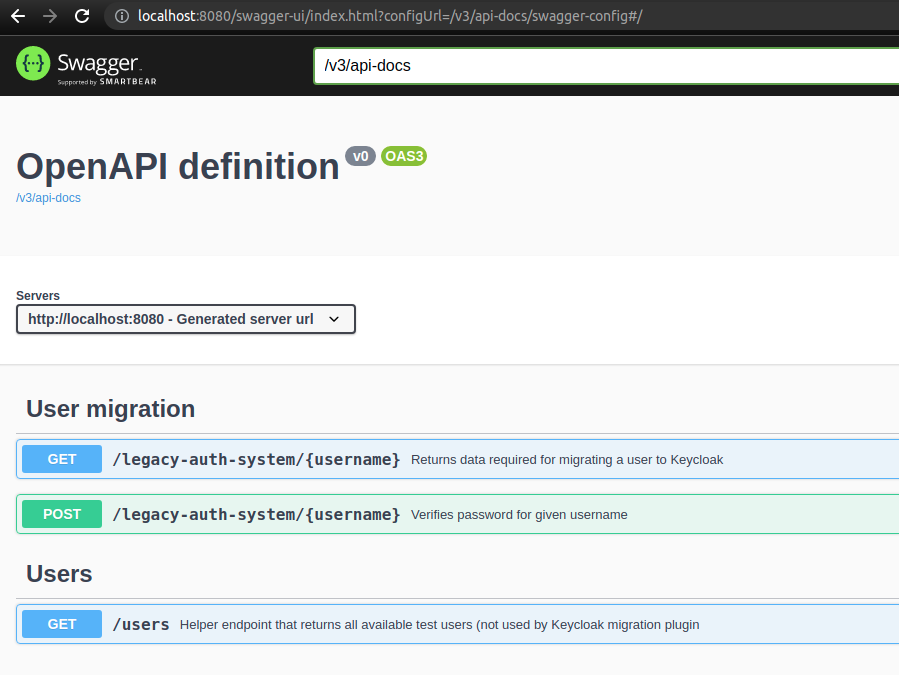 localhost:8080/swagger-ui/index.html?configUrl=/v3/api-docs/swagger-config#/
{···} Swagger.
Supported by SMARTBEAR
/v3/api-docs
OpenAPI definition v0 OAS3
/v3/api-docs
Servers
http://localhost:8080 - Generated server url
User migration
GET /legacy-auth-system/{username} Returns data required for migrating a user to Keycloak
POST /legacy-auth-system/{username} Verifies password for given username
Users
GET /users Helper endpoint that returns all available test users (not used by Keycloak migration plugin